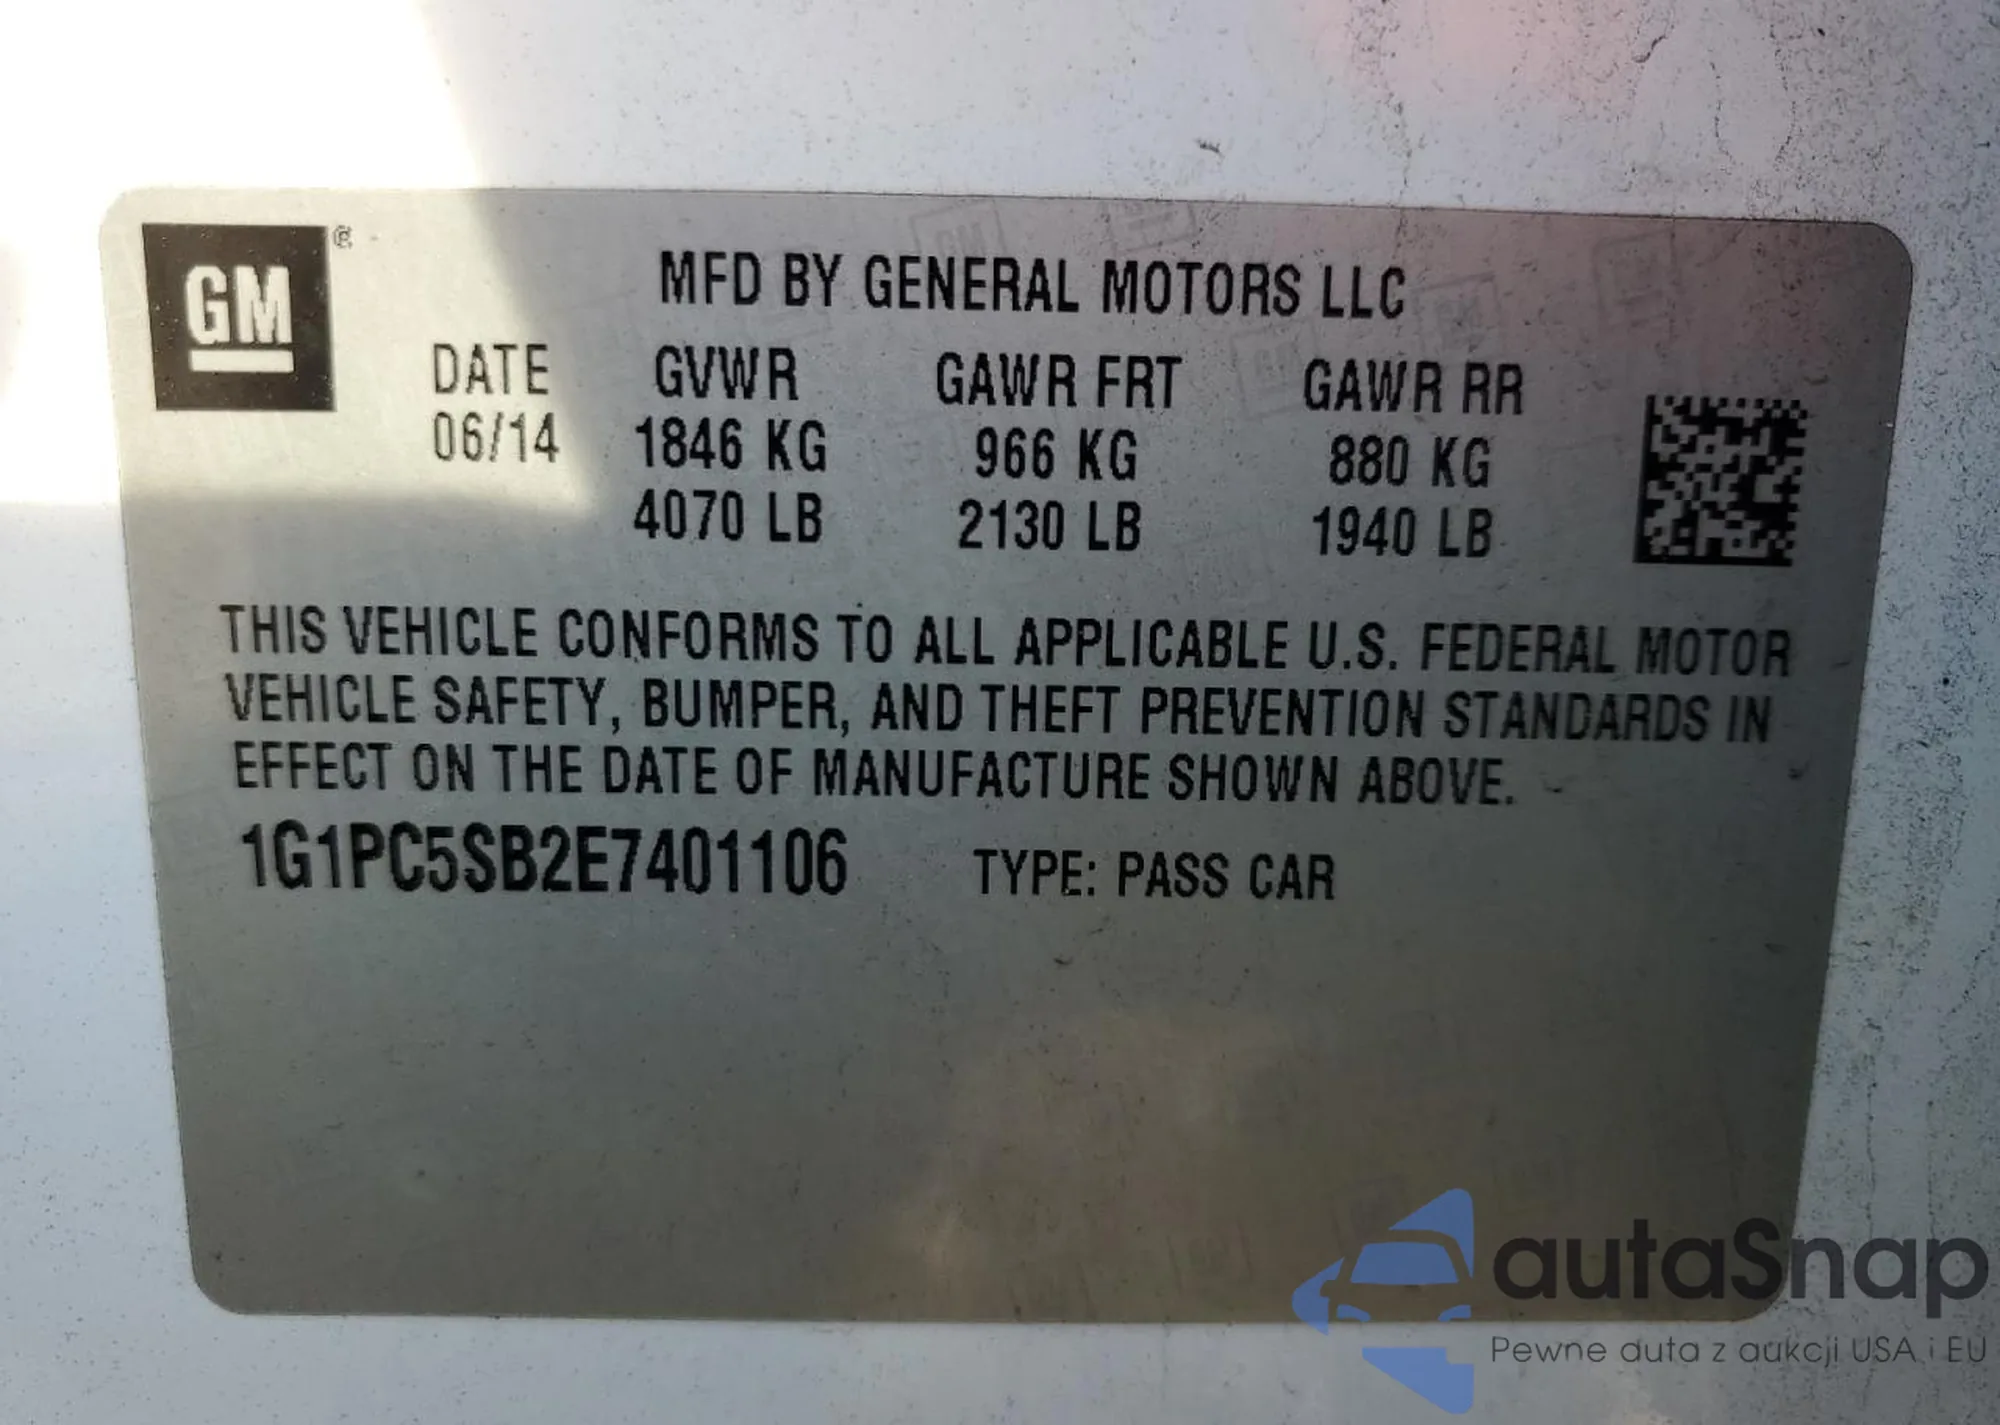 GM ®
MFD BY GENERAL MOTORS LLC
DATE GVWR GAWR FRT GAWR RR
06/14 1846 KG 966 KG 880 KG
4070 LB 2130 LB 1940 LB
THIS VEHICLE CONFORMS TO ALL APPLICABLE U.S. FEDERAL MOTOR
VEHICLE SAFETY, BUMPER, AND THEFT PREVENTION STANDARDS IN
EFFECT ON THE DATE OF MANUFACTURE SHOWN ABOVE.
1G1PC5SB2E7401106 TYPE: PASS CAR
autaSnap
Pewne duta z aukcji USA i EU